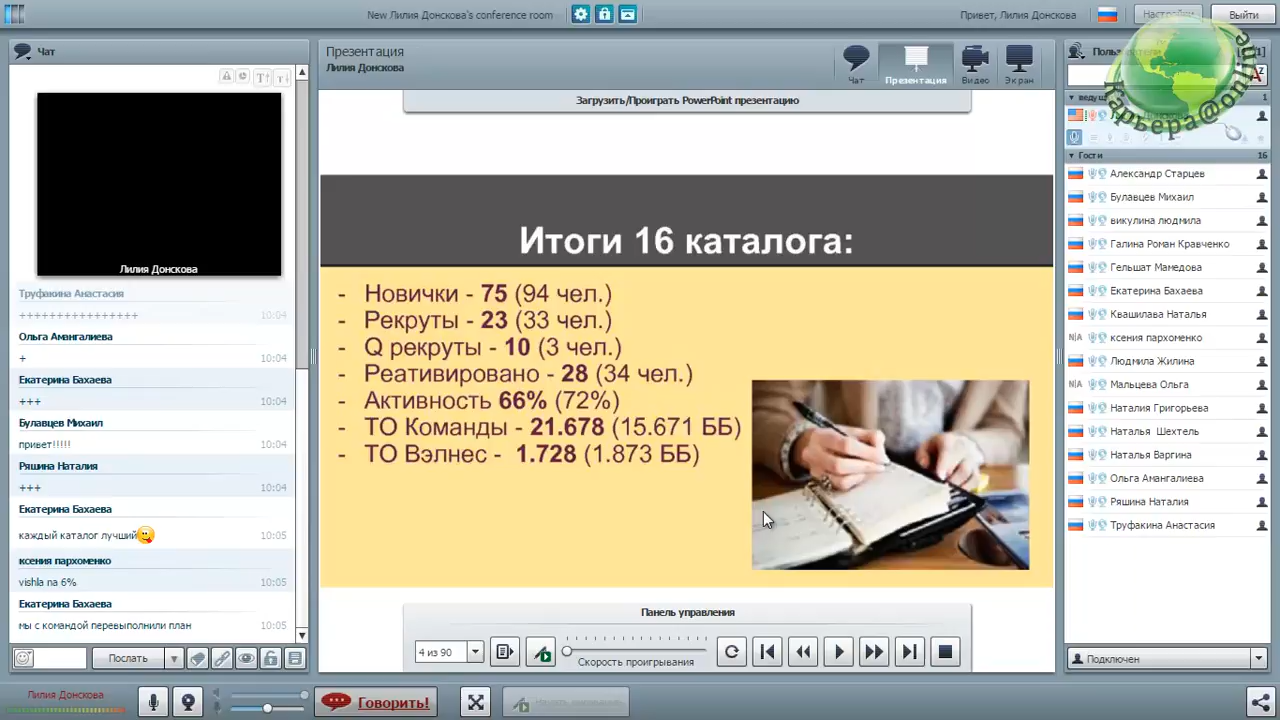 New Лилия Донскова's conference room
Привет, Лилия Донскова
Настройки
Выйти
Чат
Лилия Донскова
Труфакина Анастасия
++++++++++++++++
10:04
Ольга Амангалиева
+
10:04
Екатерина Бахаева
+++
10:04
Булавцев Михаил
привет!!!!!
10:04
Ряшина Наталия
+++
10:04
Екатерина Бахаева
каждый каталог лучший
10:05
ксения пархоменко
vishla na 6%
10:05
Екатерина Бахаева
мы с командой перевыполнили план
10:05
Послать
Презентация
Лилия Донскова
Чат
Презентация
Видео
Экран
Загрузить/Проиграть PowerPoint презентацию
Итоги 16 каталога:
- Новички - 75 (94 чел.)
- Рекруты - 23 (33 чел.)
- Q рекруты - 10 (3 чел.)
- Реативировано - 28 (34 чел.)
- Активность 66% (72%)
- ТО Команды - 21.678 (15.671 ББ)
- ТО Вэлнес - 1.728 (1.873 ББ)
Панель управления
4 из 90
Скорость проигрывания
карьера@online
1
Гости
16
Александр Старцев
Булавцев Михаил
викулина людмила
Галина Роман Кравченко
Гельшат Мамедова
Екатерина Бахаева
Квашилава Наталья
N/A ксения пархоменко
Людмила Жилина
N/A Мальцева Ольга
Наталия Григорьева
Наталья Шехтель
Наталья Варгина
Ольга Амангалиева
Ряшина Наталия
Труфакина Анастасия
Подключен
Лилия Донскова
Говорить!